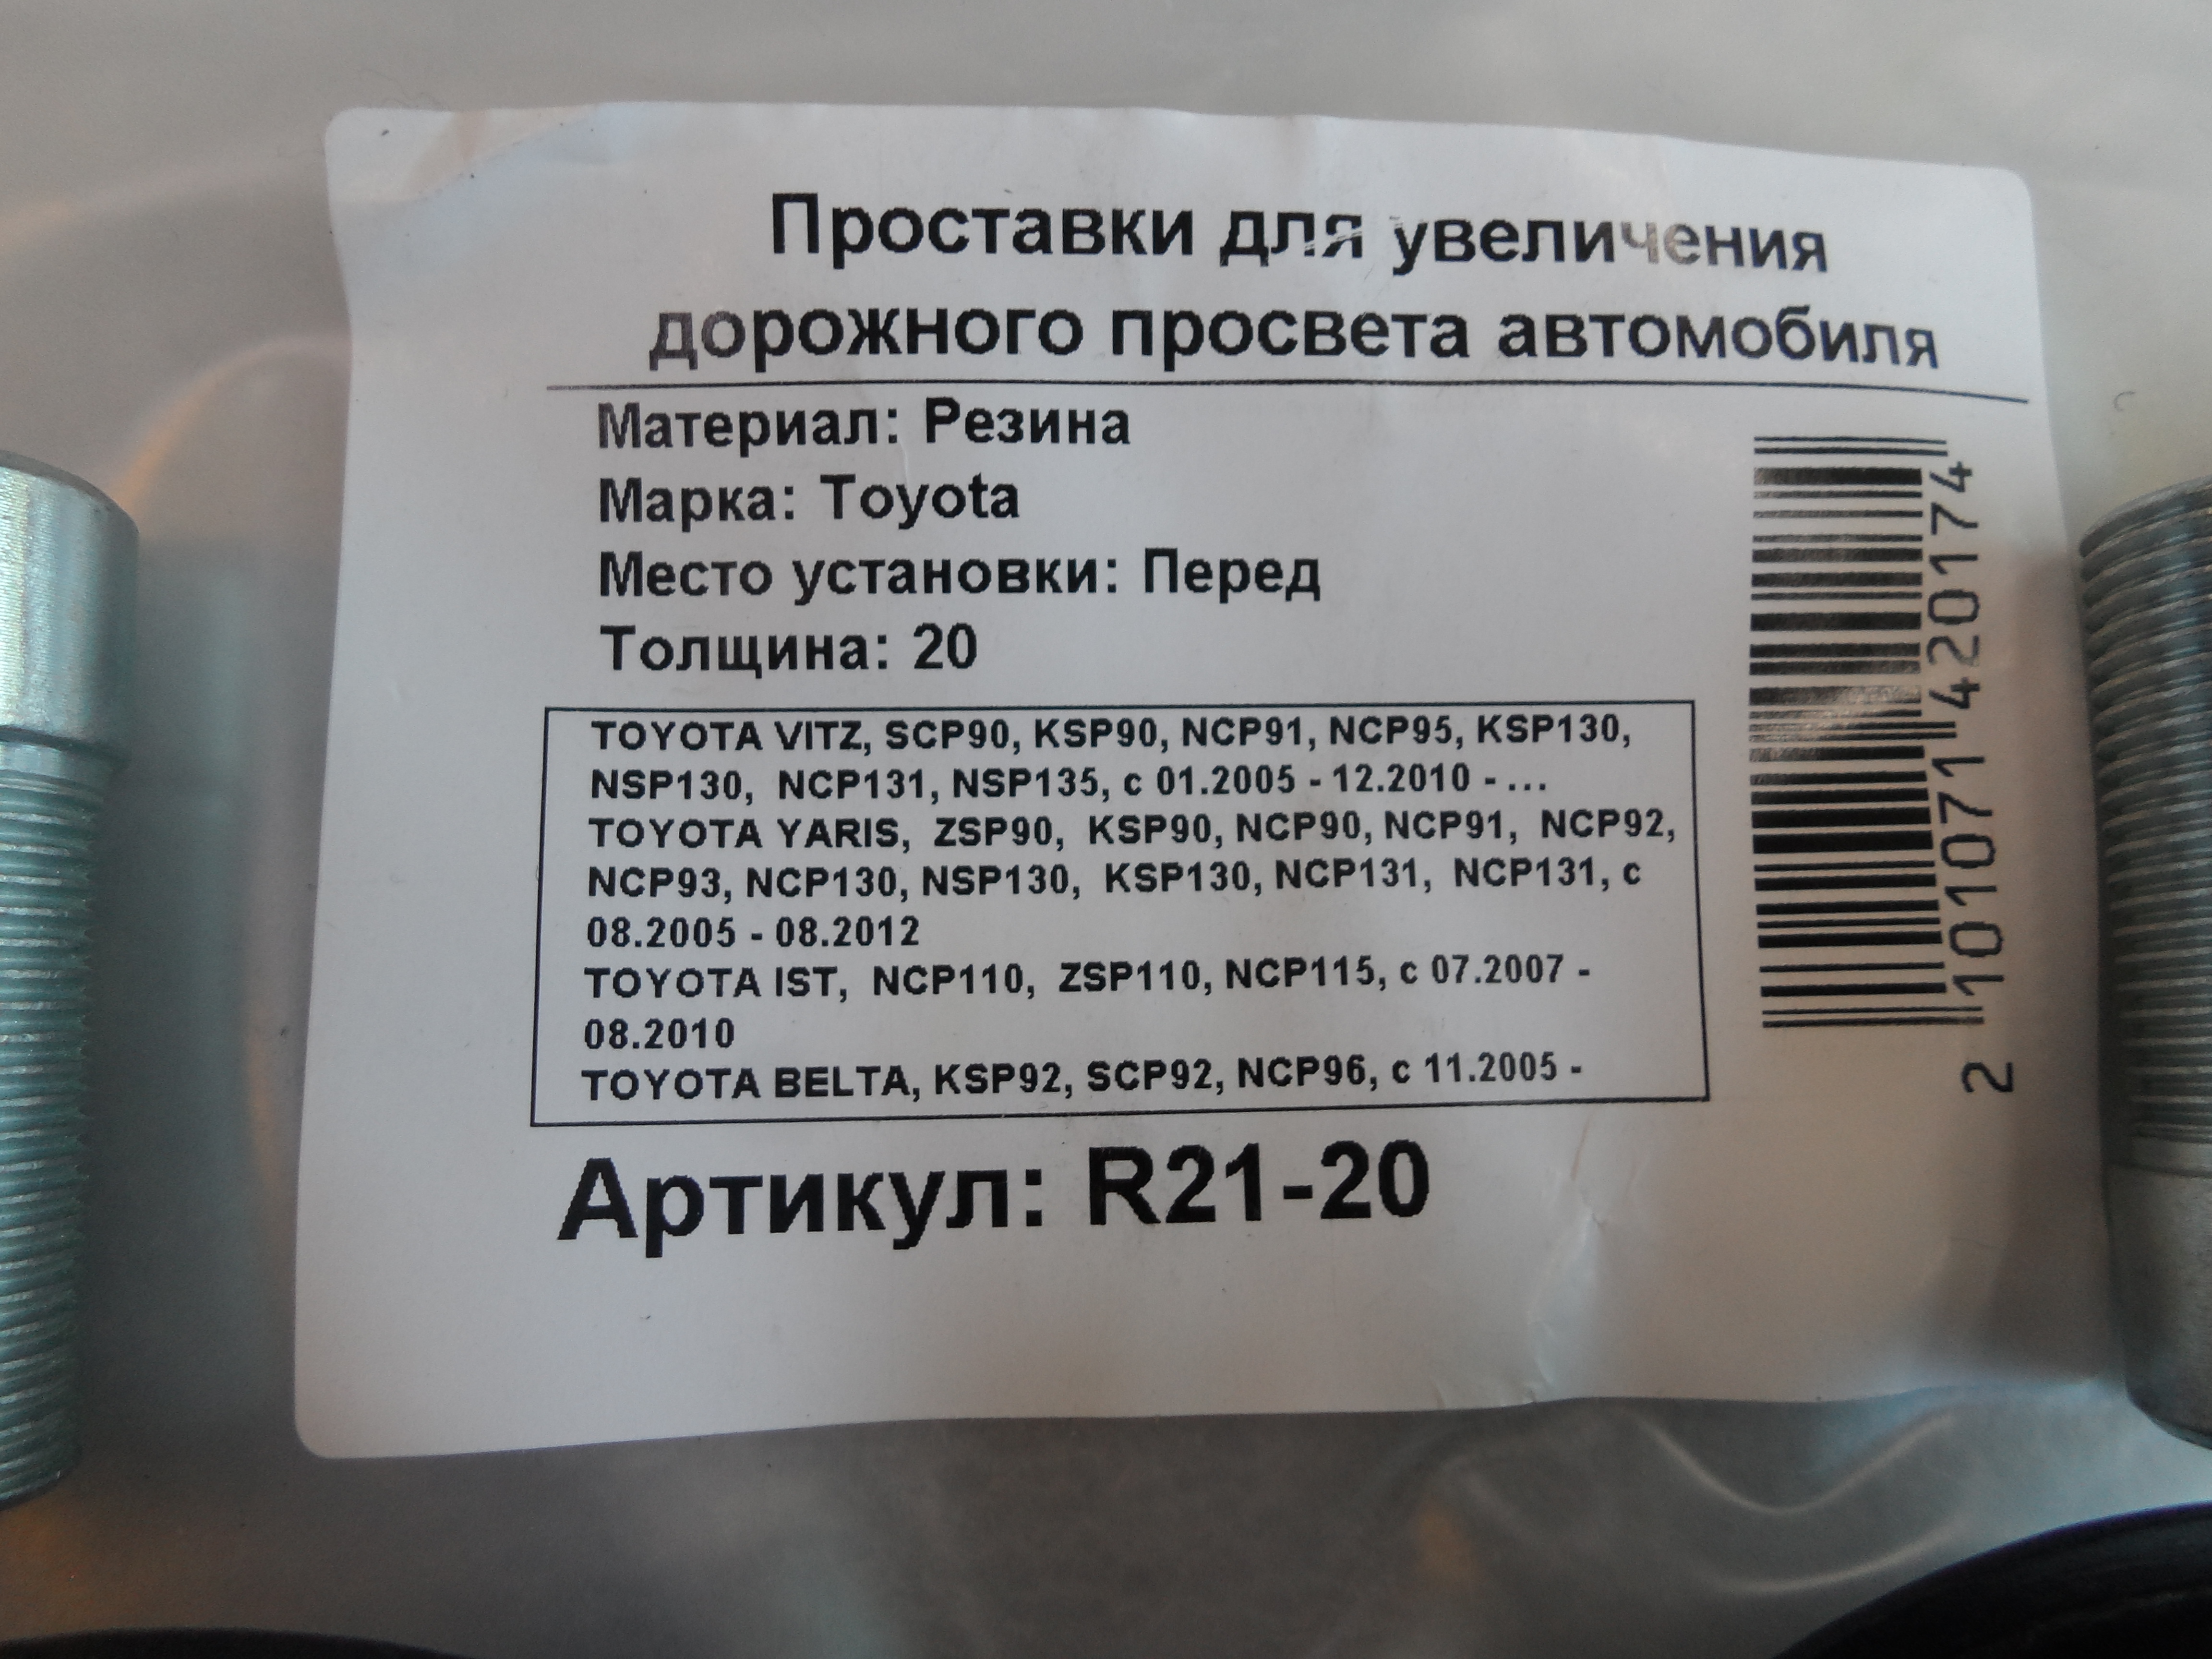 Проставки для увеличения
дорожного просвета автомобиля
Материал: Резина
Марка: Toyota
Место установки: Перед
Толщина: 20
TOYOTA VITZ, SCP90, KSP90, NCP91, NCP95, KSP130,
NSP130, NCP131, NSP135, с 01.2005 - 12.2010 - ...
TOYOTA YARIS, ZSP90, KSP90, NCP90, NCP91, NCP92,
NCP93, NCP130, NSP130, KSP130, NCP131, NCP131, с
08.2005 - 08.2012
TOYOTA IST, NCP110, ZSP110, NCP115, с 07.2007 -
08.2010
TOYOTA BELTA, KSP92, SCP92, NCP96, с 11.2005 -
Артикул: R21-20
2 101071 420174